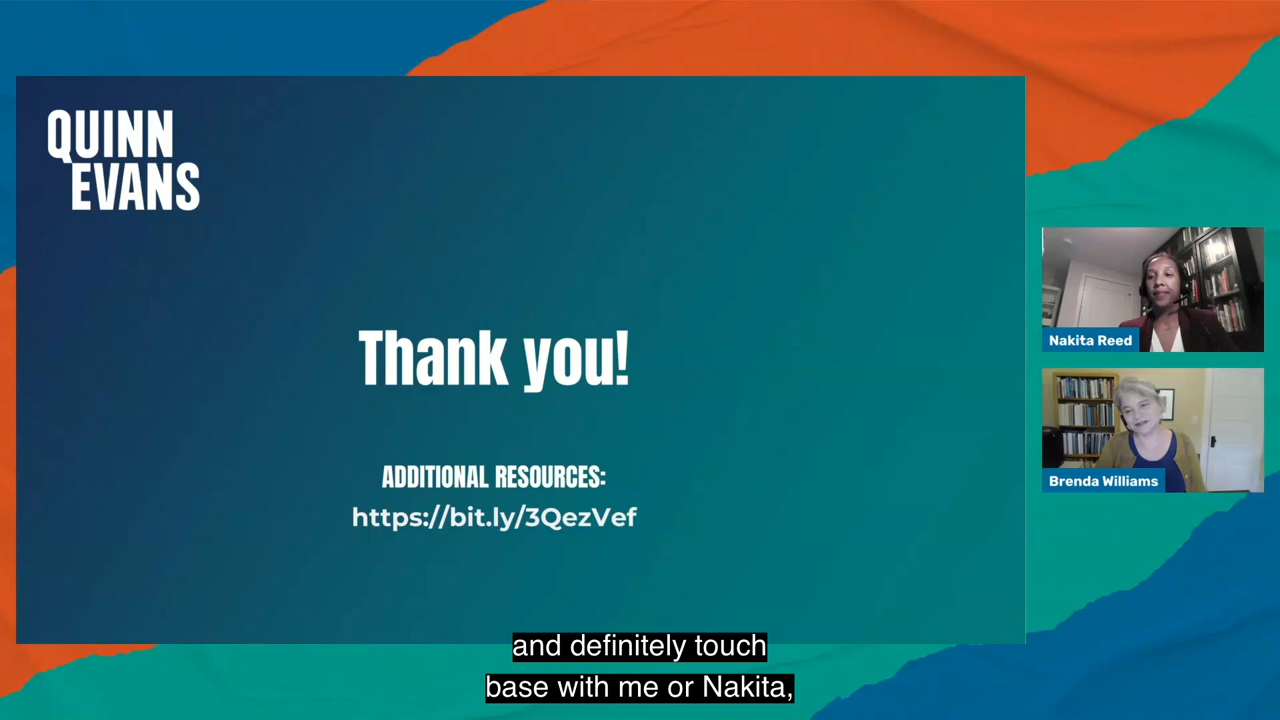 QUINN
EVANS
Thank you!
ADDITIONAL RESOURCES:
https://bit.ly/3QezVef
Nakita Reed
Brenda Williams
and definitely touch
base with me or Nakita,